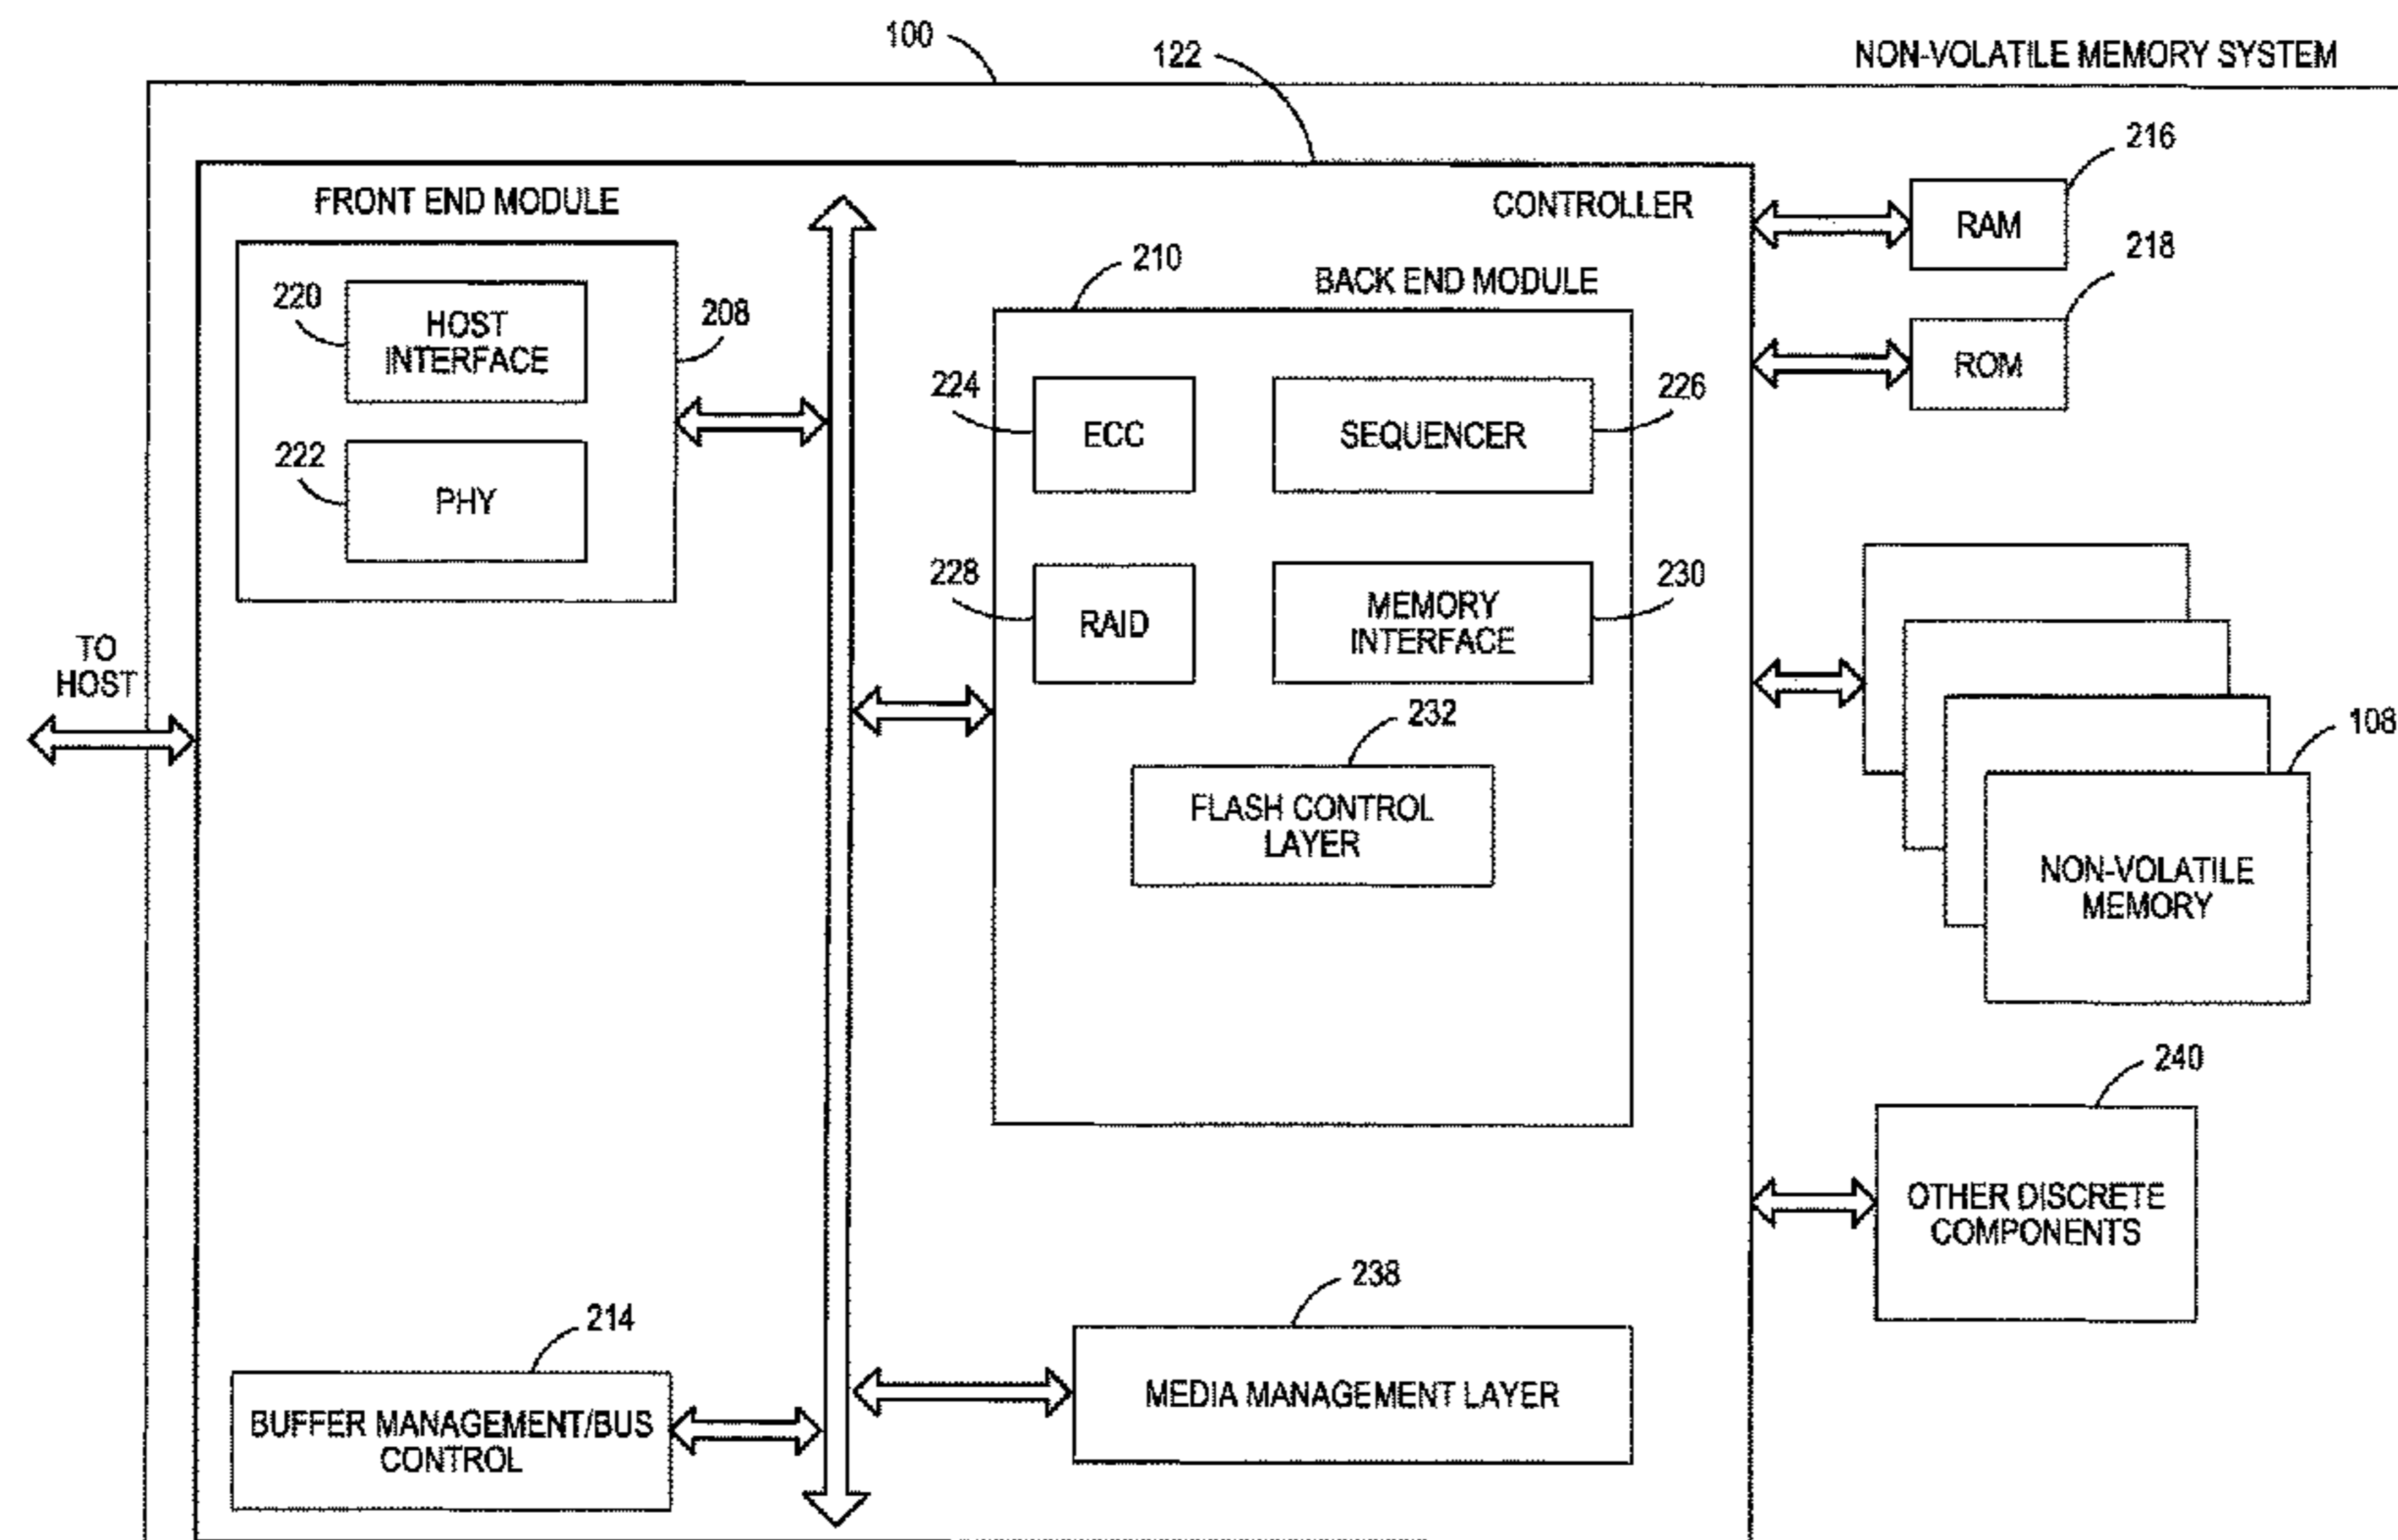 100
122
NON-VOLATILE MEMORY SYSTEM
216
FRONT END MODULE
CONTROLLER
RAM
210
218
BACK END MODULE
220
HOST
INTERFACE
208
ROM
224
ECC
SEQUENCER
226
222
PHY
228
RAID
MEMORY
INTERFACE
230
TO
HOST
232
108
FLASH CONTROL
LAYER
NON-VOLATILE
MEMORY
240
OTHER DISCRETE
COMPONENTS
238
214
MEDIA MANAGEMENT LAYER
BUFFER MANAGEMENT/BUS
CONTROL